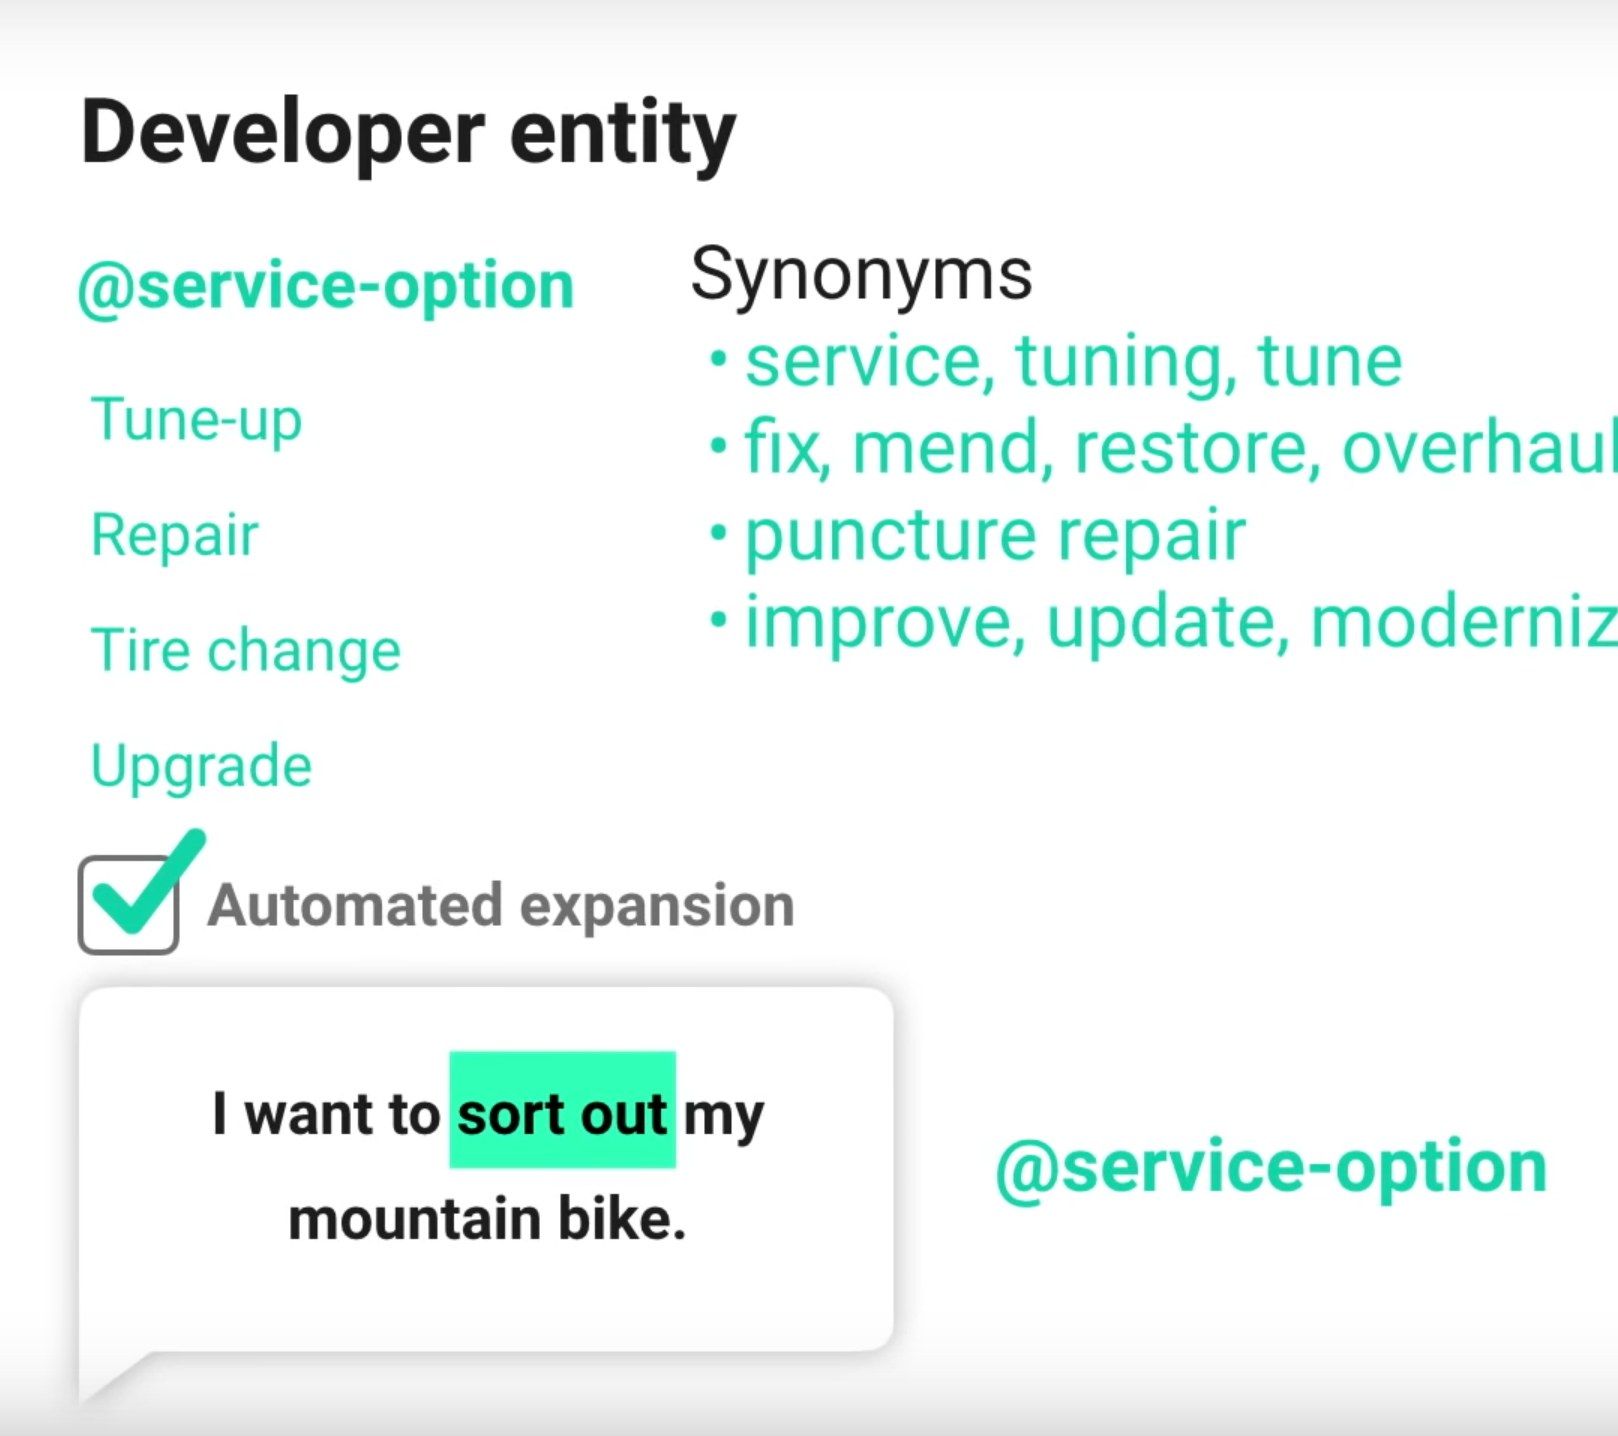 Developer entity
@service-option
Tune-up
Repair
Tire change
Upgrade
Synonyms
• service, tuning, tune
• fix, mend, restore, overhaul
• puncture repair
• improve, update, moderniz
Automated expansion
I want to sort out my
mountain bike.
@service-option